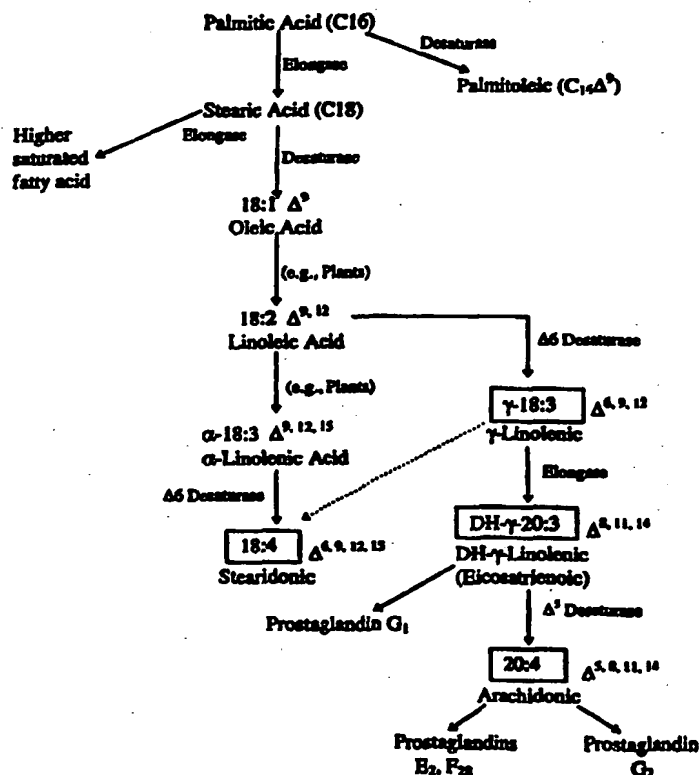 Palmitic Acid (C16)
Desaturase
Elongase
Palmitoleic (C₁₆Δ⁹)
Stearic Acid (C18)
Elongase
Higher
saturated
fatty acid
Desaturase
18:1 Δ⁹
Oleic Acid
(e.g., Plants)
18:2 Δ⁹, ¹²
Linoleic Acid
Δ6 Desaturase
(e.g., Plants)
γ-18:3 Δ⁶, ⁹, ¹²
γ-Linolenic
α-18:3 Δ⁹, ¹², ¹⁵
α-Linolenic Acid
Elongase
Δ6 Desaturase
DH-γ-20:3 Δ⁸, ¹¹, ¹⁴
18:4 Δ⁶, ⁹, ¹², ¹⁵
DH-γ-Linolenic
Stearidonic
(Eicosatrienoic)
Δ⁵ Desaturase
Prostaglandin G₁
20:4 Δ⁵, ⁸, ¹¹, ¹⁴
Arachidonic
Prostaglandins
E₂,
Prostaglandin
G₂